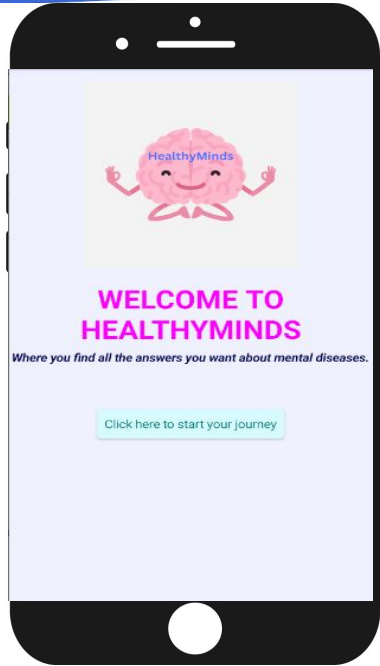 HealthyMinds
WELCOME TO
HEALTHYMINDS
Where you find all the answers you want about mental diseases.
Click here to start your journey